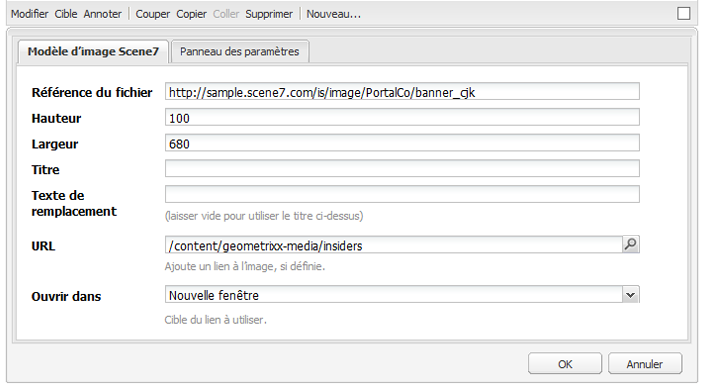 Modifier Cible Annoter Couper Copier Coller Supprimer Nouveau...
Modèle d'image Scene7 Panneau des paramètres
Référence du fichier http://sample.scene7.com/is/image/PortalCo/banner_cjk
Hauteur 100
Largeur 680
Titre
Texte de
remplacement
(laisser vide pour utiliser le titre ci-dessus)
URL /content/geometrixx-media/insiders
Ajoute un lien à l'image, si définie.
Ouvrir dans Nouvelle fenêtre
Cible du lien à utiliser.
OK Annuler